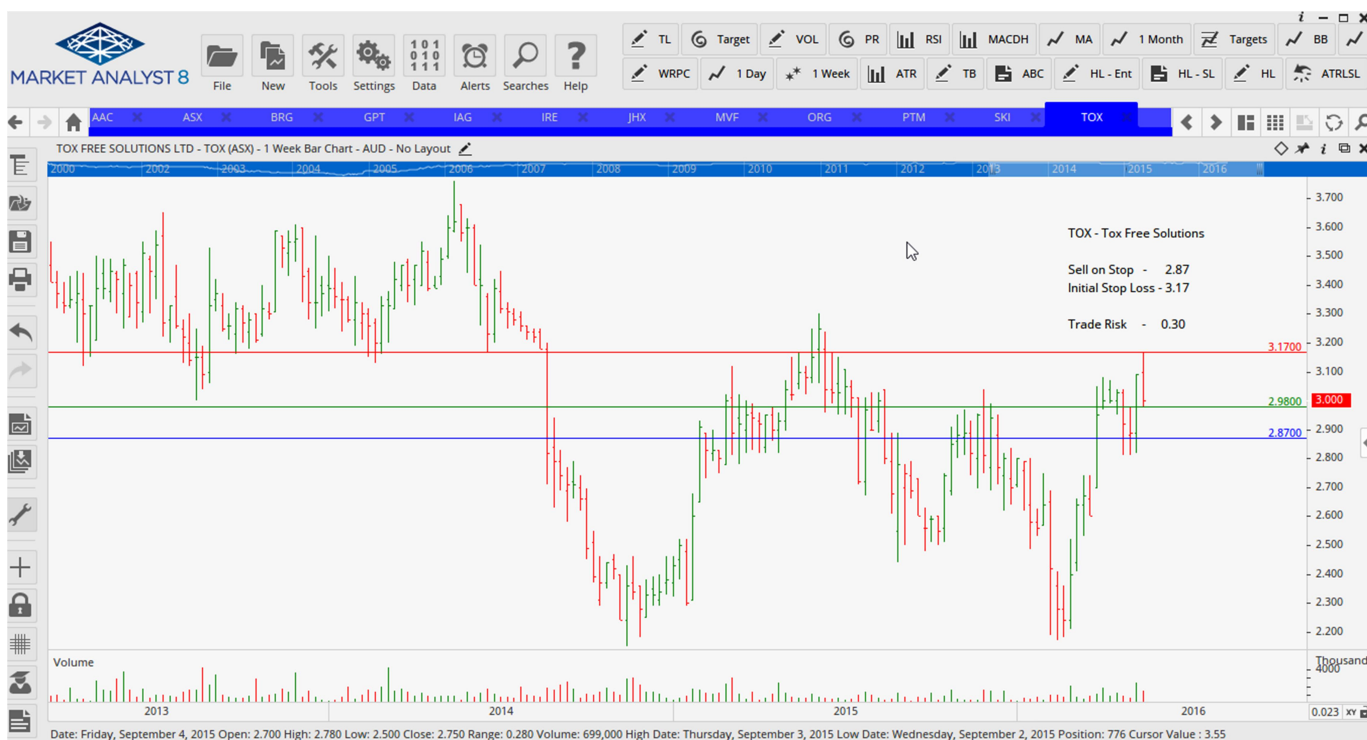 i
MARKET ANALYST 8
File New Tools Settings Data Alerts Searches Help
101
010
111
TL Target VOL PR RSI MACDH MA 1 Month Targets BB
WRPC 1 Day 1 Week ATR TB ABC HL - Ent HL - SL HL ATRLSL
AAC ASX BRG GPT IAG IRE JHX MVF ORG PTM SKI TOX
TOX FREE SOLUTIONS LTD - TOX (ASX) - 1 Week Bar Chart - AUD - No Layout
i
2000 2002 2003 2004 2005 2006 2007 2008 2009 2010 2011 2012 2013 2014 2015 2016
3.700
TOX - Tox Free Solutions
3.600
3.500
Sell on Stop - 2.87
Initial Stop Loss - 3.17
3.400
Trade Risk - 0.30
3.300
3.200
3.1700
3.100
2.9800
3.000
2.8700
2.900
2.800
2.700
2.600
2.500
2.400
2.300
2.200
Volume
Thousand
4000
2013 2014 2015 2016
0.023 XY
Date: Friday, September 4, 2015 Open: 2.700 High: 2.780 Low: 2.500 Close: 2.750 Range: 0.280 Volume: 699,000 High Date: Thursday, September 3, 2015 Low Date: Wednesday, September 2, 2015 Position: 776 Cursor Value : 3.55